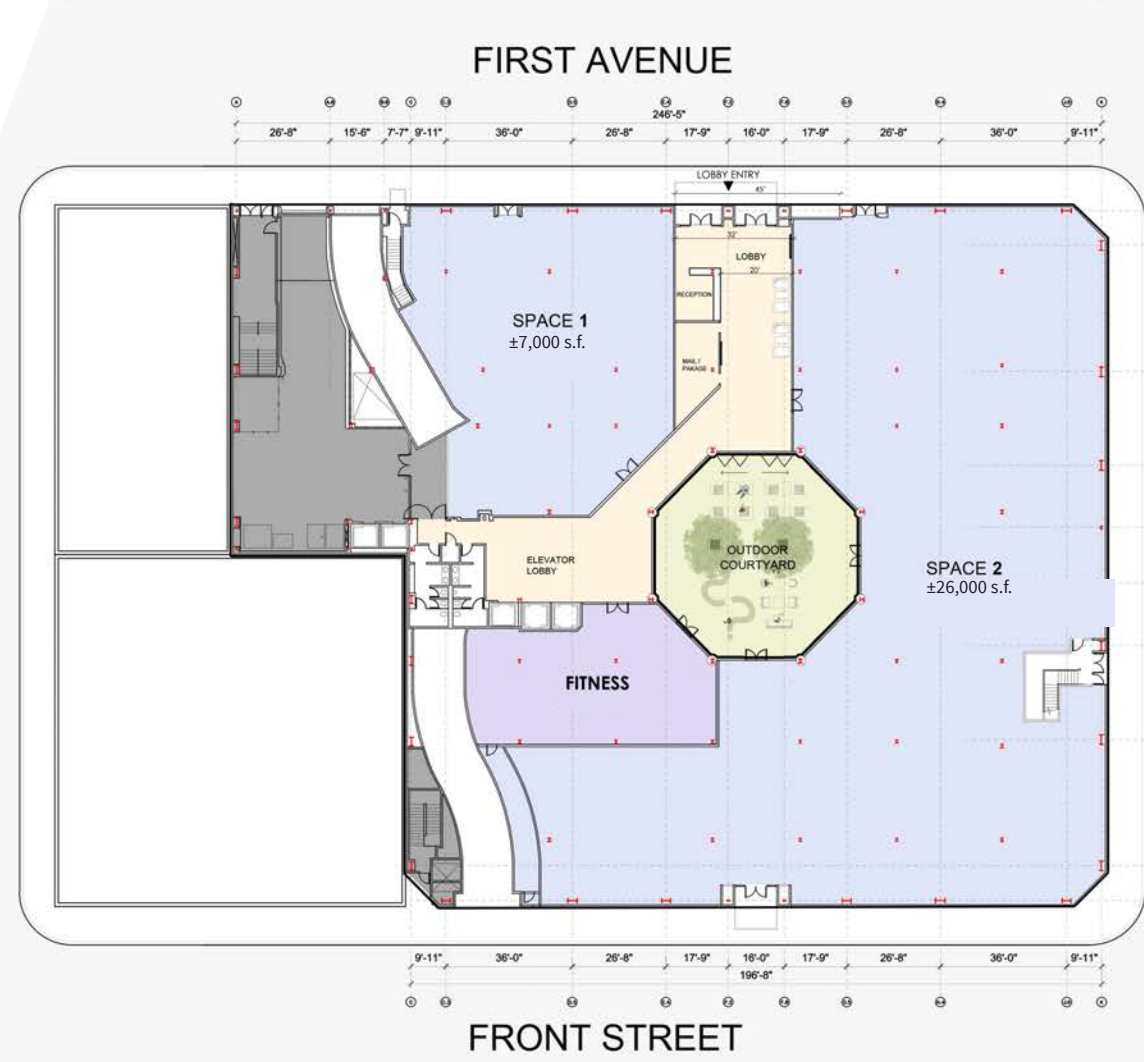 FIRST AVENUE
246'-5"
26'-8" 15'-6" 7'-7" 9'-11" 36'-0" 26'-8" 17'-9" 16'-0" 17'-9" 26'-8" 36'-0" 9'-11"
LOBBY ENTRY
45'
32'
LOBBY
20'
RECEPTION
SPACE 1
±7,000 s.f.
MAIL /
PAKAGE
OUTDOOR
COURTYARD
ELEVATOR
LOBBY
SPACE 2
±26,000 s.f.
FITNESS
9'-11" 36'-0" 26'-8" 17'-9" 16'-0" 17'-9" 26'-8" 36'-0" 9'-11"
196'-8"
FRONT STREET